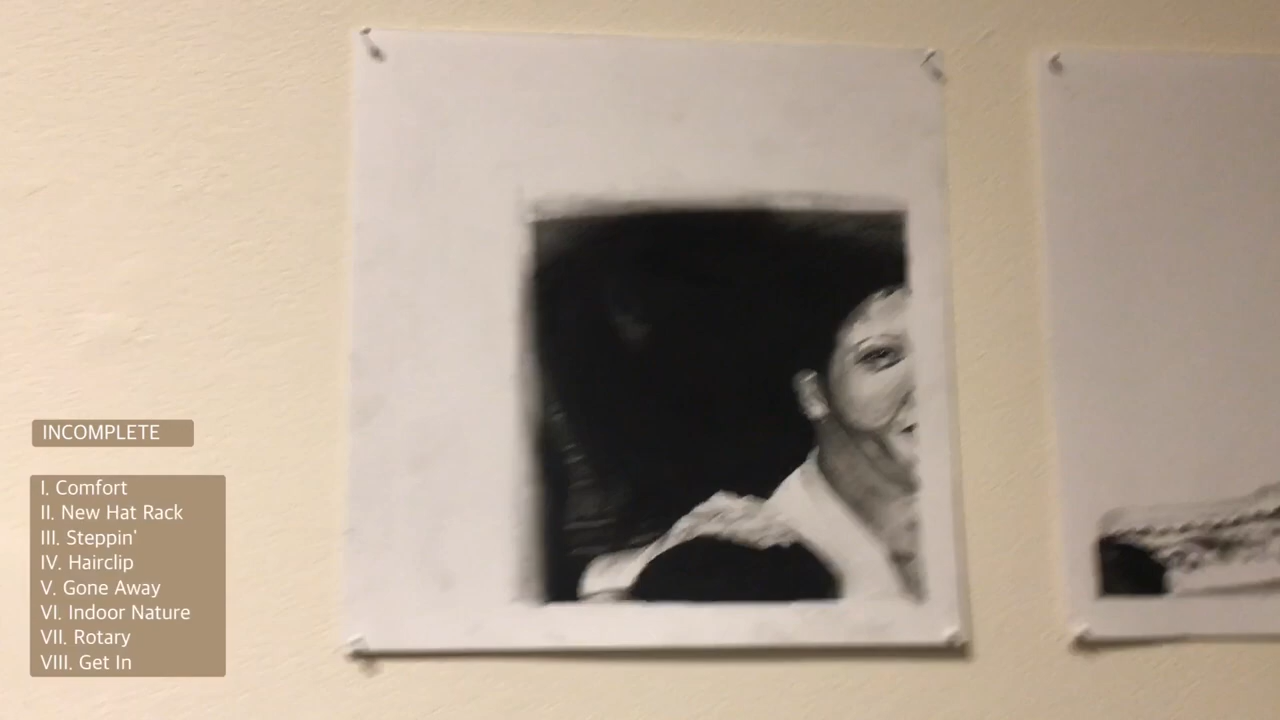 INCOMPLETE
I. Comfort
II. New Hat Rack
III. Steppin'
IV. Hairclip
V. Gone Away
VI. Indoor Nature
VII. Rotary
VIII. Get In